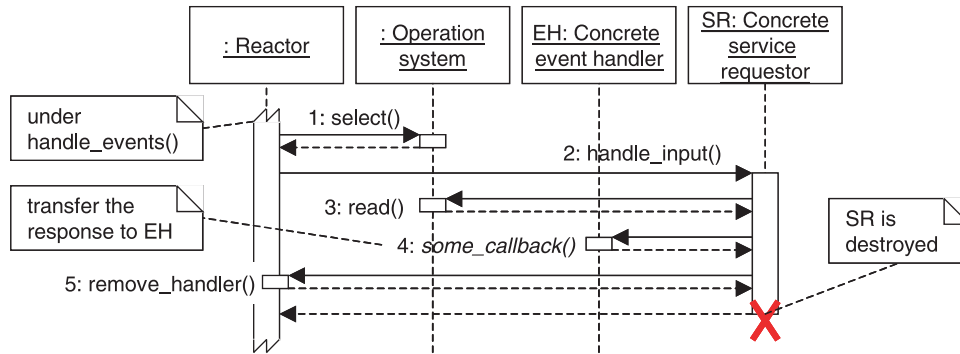 : Reactor
: Operation
system
EH: Concrete
event handler
SR: Concrete
service
requestor
under
handle_events()
1: select()
2: handle_input()
transfer the
response to EH
3: read()
4: some_callback()
SR is
destroyed
5: remove_handler()